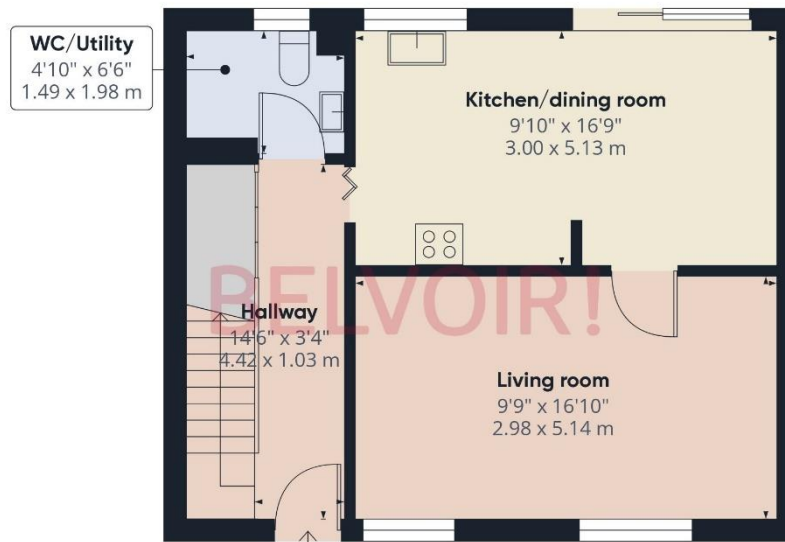 WC/Utility
4'10" x 6'6"
1.49 x 1.98 m
Kitchen/dining room
9'10" x 16'9"
3.00 x 5.13 m
BELVOIR!
Hallway
14'6" x 3'4"
4.42 x 1.03 m
Living room
9'9" x 16'10"
2.98 x 5.14 m